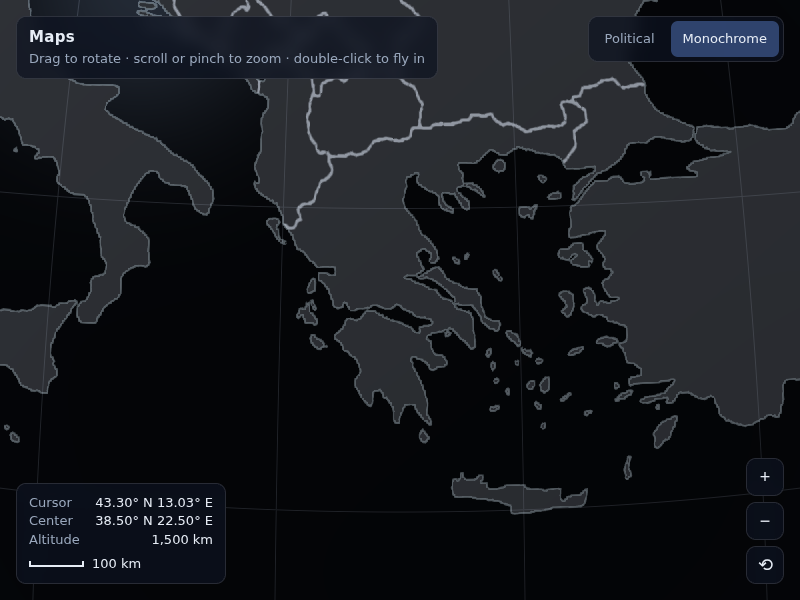 Maps
Drag to rotate · scroll or pinch to zoom · double-click to fly in
Political Monochrome
Cursor 43.30° N 13.03° E
Center 38.50° N 22.50° E
Altitude 1,500 km
100 km
+
−
⟲